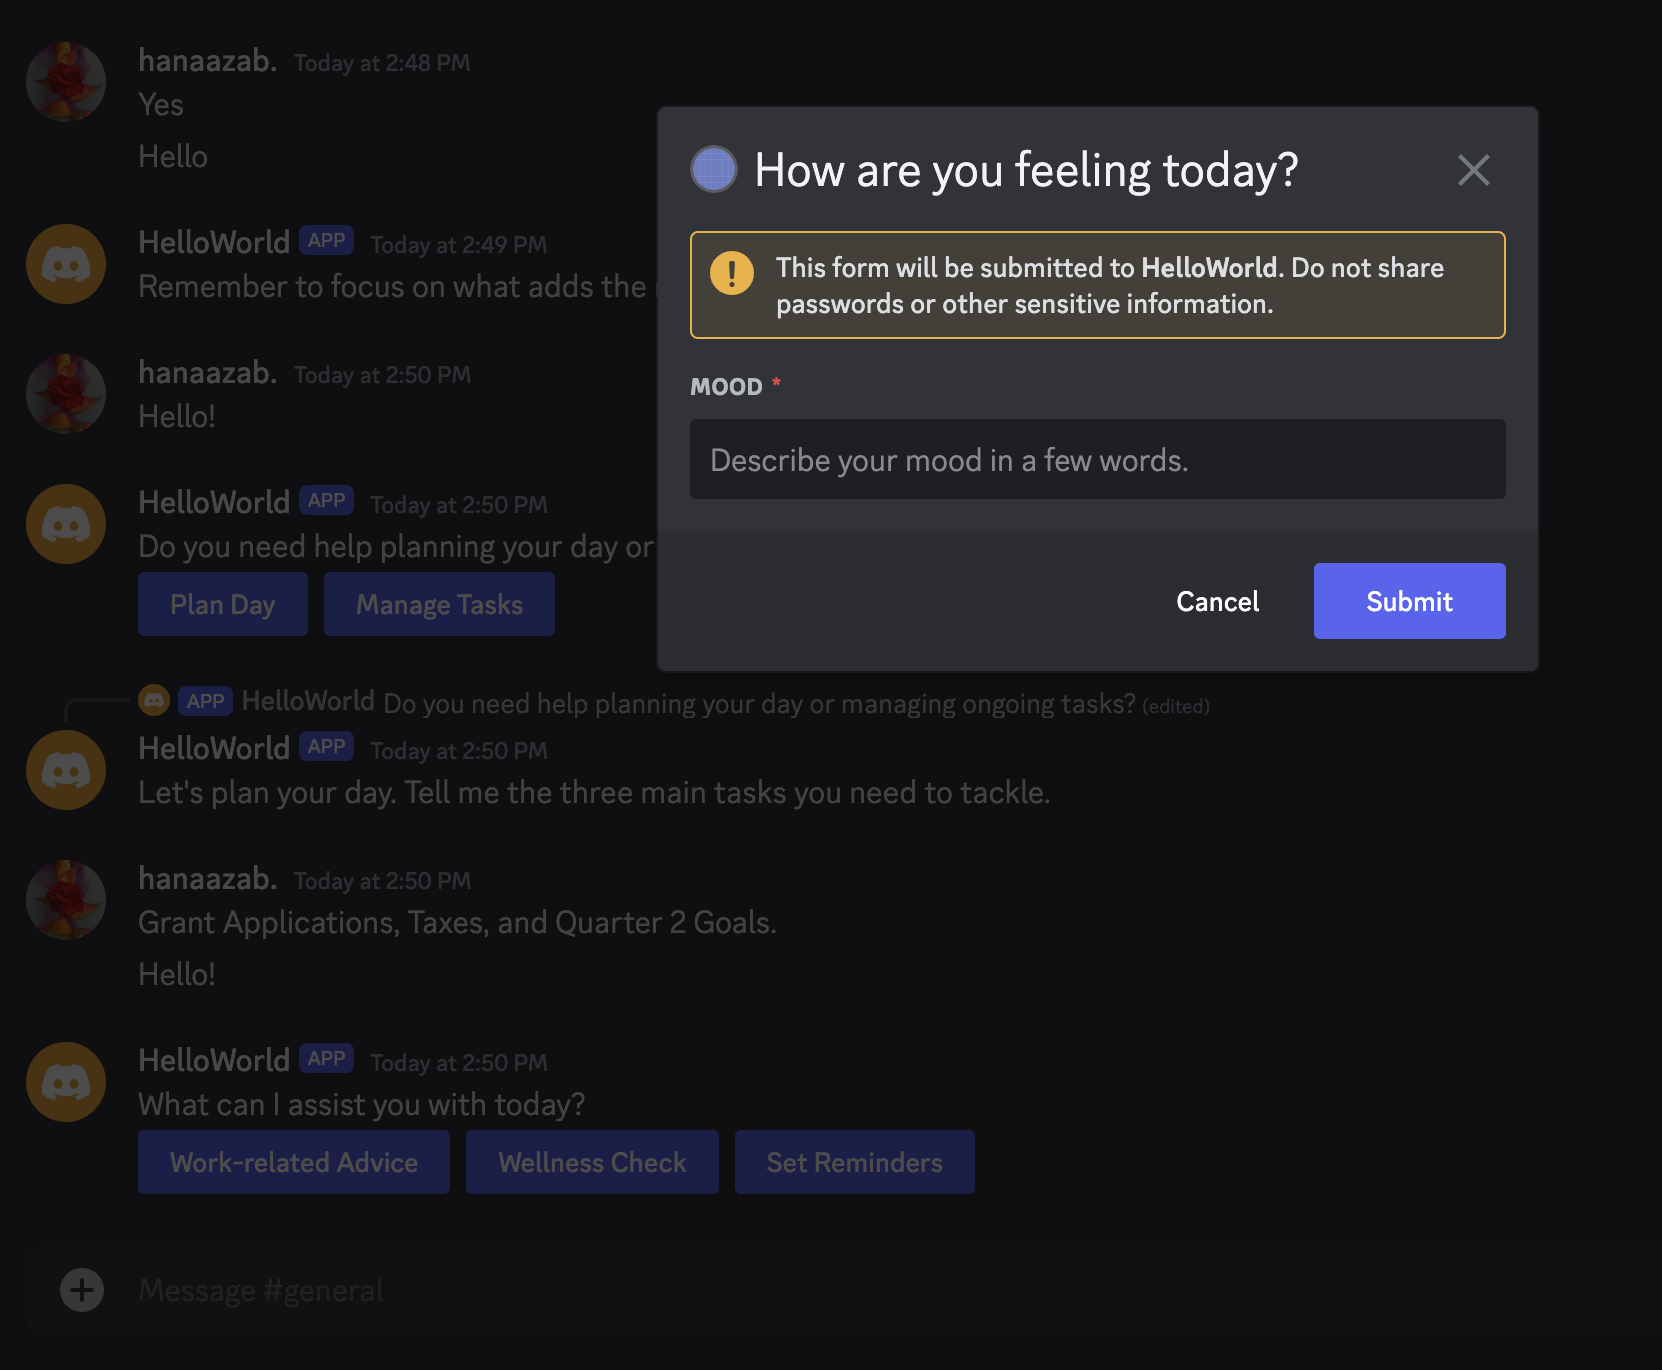 hanaazab. Today at 2:48 PM
Yes
Hello
HelloWorld APP Today at 2:49 PM
Remember to focus on what adds the
hanaazab. Today at 2:50 PM
Hello!
HelloWorld APP Today at 2:50 PM
Do you need help planning your day or
Plan Day Manage Tasks
APP HelloWorld Do you need help planning your day or managing ongoing tasks? (edited)
HelloWorld APP Today at 2:50 PM
Let's plan your day. Tell me the three main tasks you need to tackle.
hanaazab. Today at 2:50 PM
Grant Applications, Taxes, and Quarter 2 Goals.
Hello!
HelloWorld APP Today at 2:50 PM
What can I assist you with today?
Work-related Advice Wellness Check Set Reminders
Message #general
How are you feeling today?
This form will be submitted to HelloWorld. Do not share
passwords or other sensitive information.
MOOD *
Describe your mood in a few words.
Cancel Submit